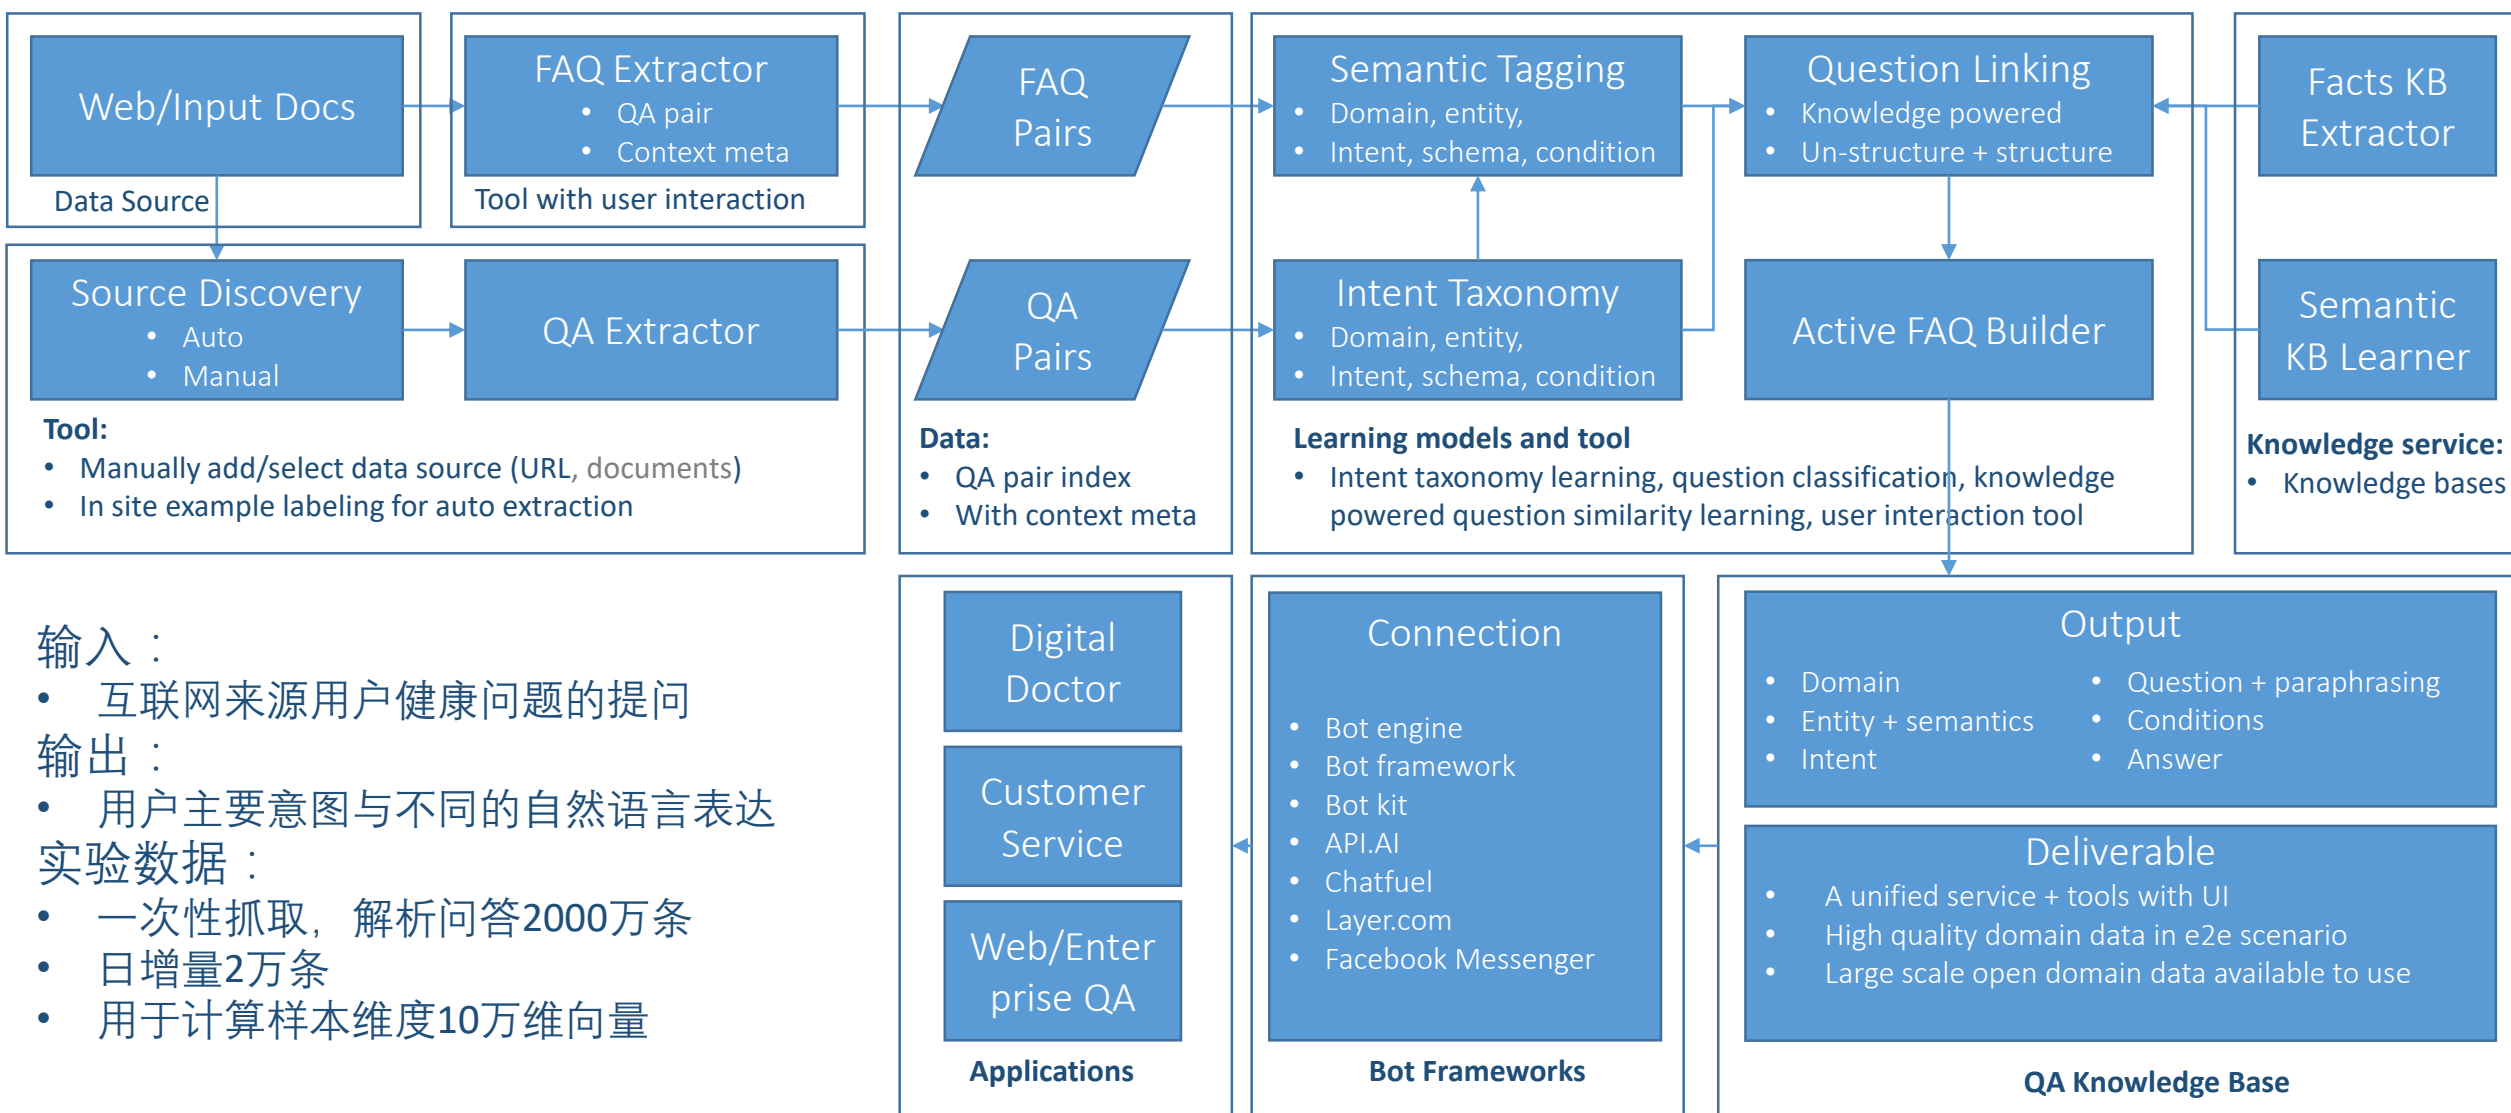 Web/Input Docs
Data Source
FAQ Extractor
• QA pair
• Context meta
Tool with user interaction
FAQ
Pairs
Semantic Tagging
• Domain, entity,
• Intent, schema, condition
Question Linking
• Knowledge powered
• Un-structure + structure
Facts KB
Extractor
Source Discovery
• Auto
• Manual
QA Extractor
QA
Pairs
Intent Taxonomy
• Domain, entity,
• Intent, schema, condition
Active FAQ Builder
Semantic
KB Learner
Tool:
• Manually add/select data source (URL, documents)
• In site example labeling for auto extraction
Data:
• QA pair index
• With context meta
Learning models and tool
• Intent taxonomy learning, question classification, knowledge
powered question similarity learning, user interaction tool
Knowledge service:
• Knowledge bases
输入：
• 互联网来源用户健康问题的提问
输出：
• 用户主要意图与不同的自然语言表达
实验数据：
• 一次性抓取，解析问答2000万条
• 日增量2万条
• 用于计算样本维度10万维向量
Digital
Doctor
Customer
Service
Web/Enter
prise QA
Applications
Connection
• Bot engine
• Bot framework
• Bot kit
• API.AI
• Chatfuel
• Layer.com
• Facebook Messenger
Bot Frameworks
Output
• Domain
• Entity + semantics
• Intent
• Question + paraphrasing
• Conditions
• Answer
Deliverable
• A unified service + tools with UI
• High quality domain data in e2e scenario
• Large scale open domain data available to use
QA Knowledge Base